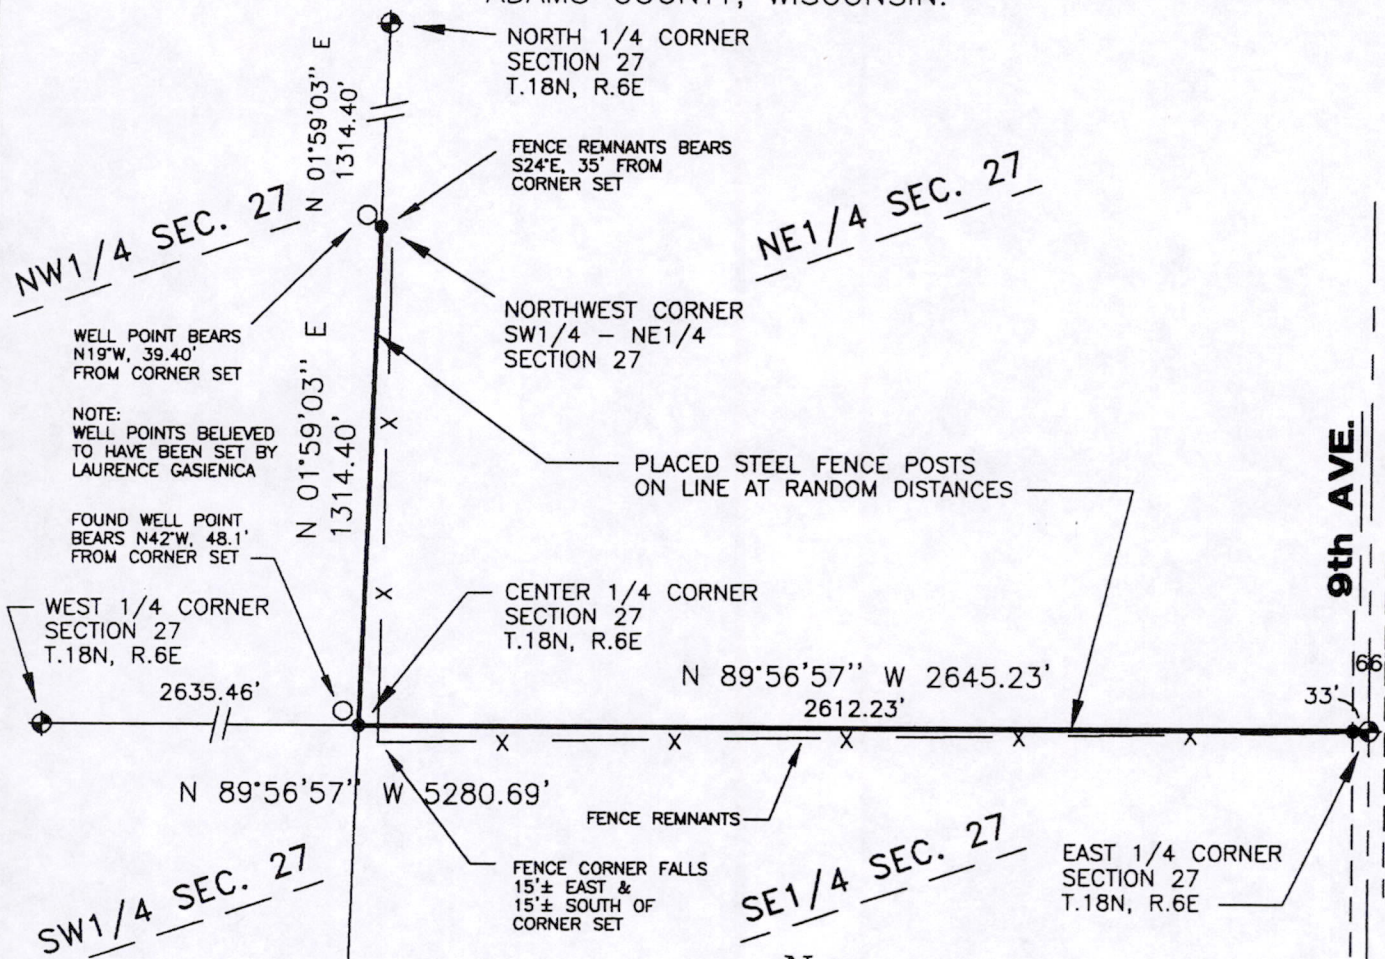 ADAMS COUNTY, WISCONSIN.
NORTH 1/4 CORNER
SECTION 27
T.18N, R.6E
N 01°59'03" E
1314.40'
FENCE REMNANTS BEARS
S24°E, 35' FROM
CORNER SET
NW1/4 SEC. 27
NE1/4 SEC. 27
NORTHWEST CORNER
SW1/4 - NE1/4
SECTION 27
WELL POINT BEARS
N19°W, 39.40'
FROM CORNER SET
NOTE:
WELL POINTS BELIEVED
TO HAVE BEEN SET BY
LAURENCE GASIENICA
N 01°59'03" E
1314.40'
X
PLACED STEEL FENCE POSTS
ON LINE AT RANDOM DISTANCES
9th AVE.
FOUND WELL POINT
BEARS N42°W, 48.1'
FROM CORNER SET
X
WEST 1/4 CORNER
SECTION 27
T.18N, R.6E
CENTER 1/4 CORNER
SECTION 27
T.18N, R.6E
N 89°56'57" W 2645.23'
2612.23'
66
33'
2635.46'
X X X X X
N 89°56'57" W 5280.69'
FENCE REMNANTS
FENCE CORNER FALLS
15'± EAST &
15'± SOUTH OF
CORNER SET
SW1/4 SEC. 27
SE1/4 SEC. 27
EAST 1/4 CORNER
SECTION 27
T.18N, R.6E
N